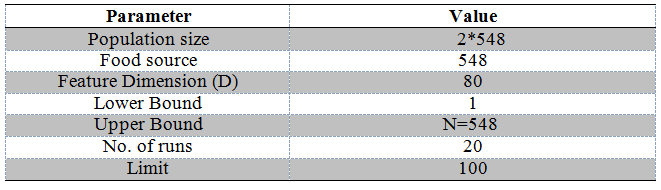 Parameter Value
Population size 2*548
Food source 548
Feature Dimension (D) 80
Lower Bound 1
Upper Bound N=548
No. of runs 20
Limit 100